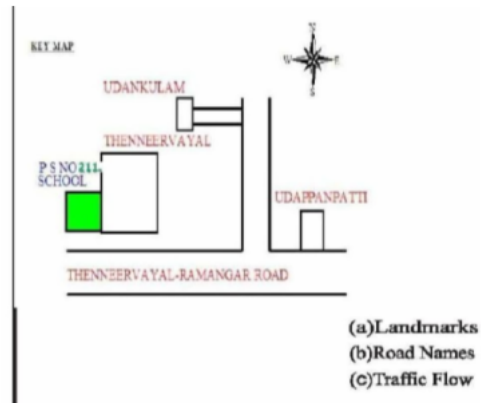 KEY MAP
N
W E
S
UDANKULAM
THENNEERVAYAL
P S NO 211,
SCHOOL
UDAPPANPATTI
THENNEERVAYAL-RAMANGAR ROAD
(a)Landmarks
(b)Road Names
(c)Traffic Flow